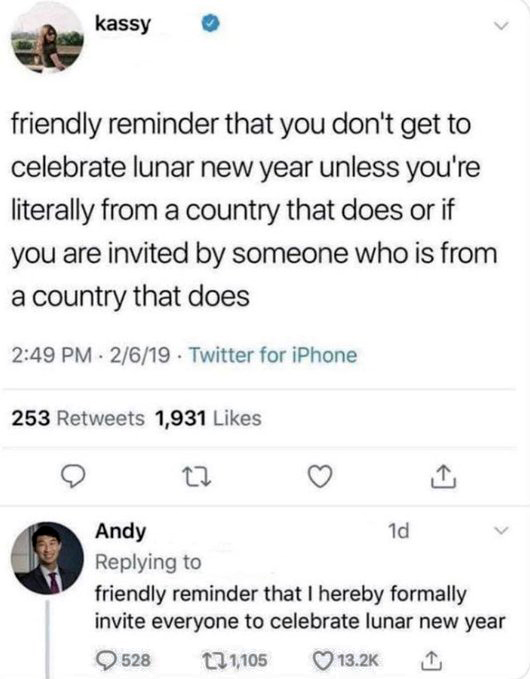 kassy
friendly reminder that you don't get to
celebrate lunar new year unless you're
literally from a country that does or if
you are invited by someone who is from
a country that does
2:49 PM · 2/6/19 · Twitter for iPhone
253 Retweets 1,931 Likes
Andy 1d
Replying to
friendly reminder that I hereby formally
invite everyone to celebrate lunar new year
528 1,105 13.2K